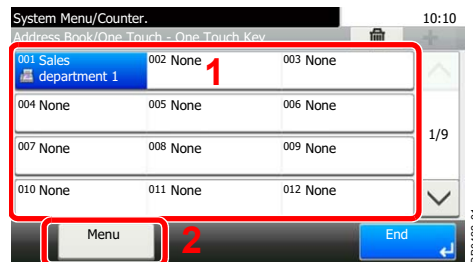 System Menu/Counter. 10:10
Address Book/One Touch - One Touch Key
001 Sales department 1 002 None 1 003 None
004 None 005 None 006 None
1/9
007 None 008 None 009 None
010 None 011 None 012 None
Menu 2 End